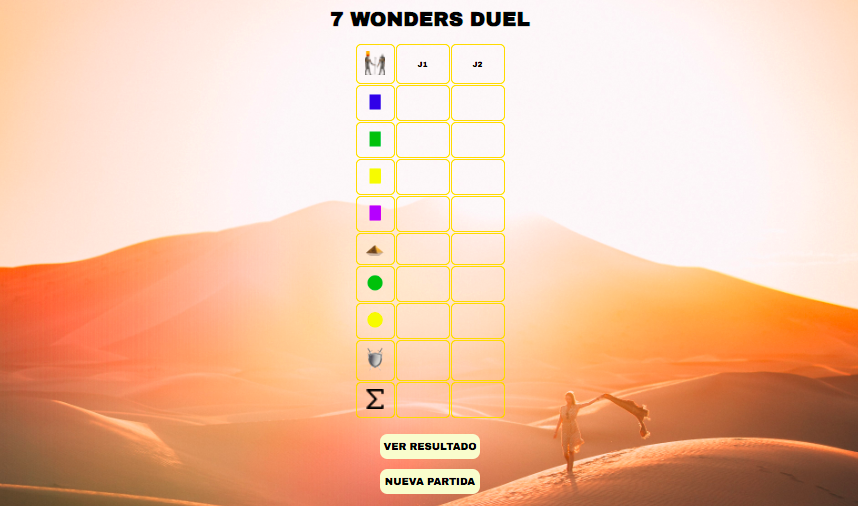 7 WONDERS DUEL
J1 J2
Σ
VER RESULTADO
NUEVA PARTIDA